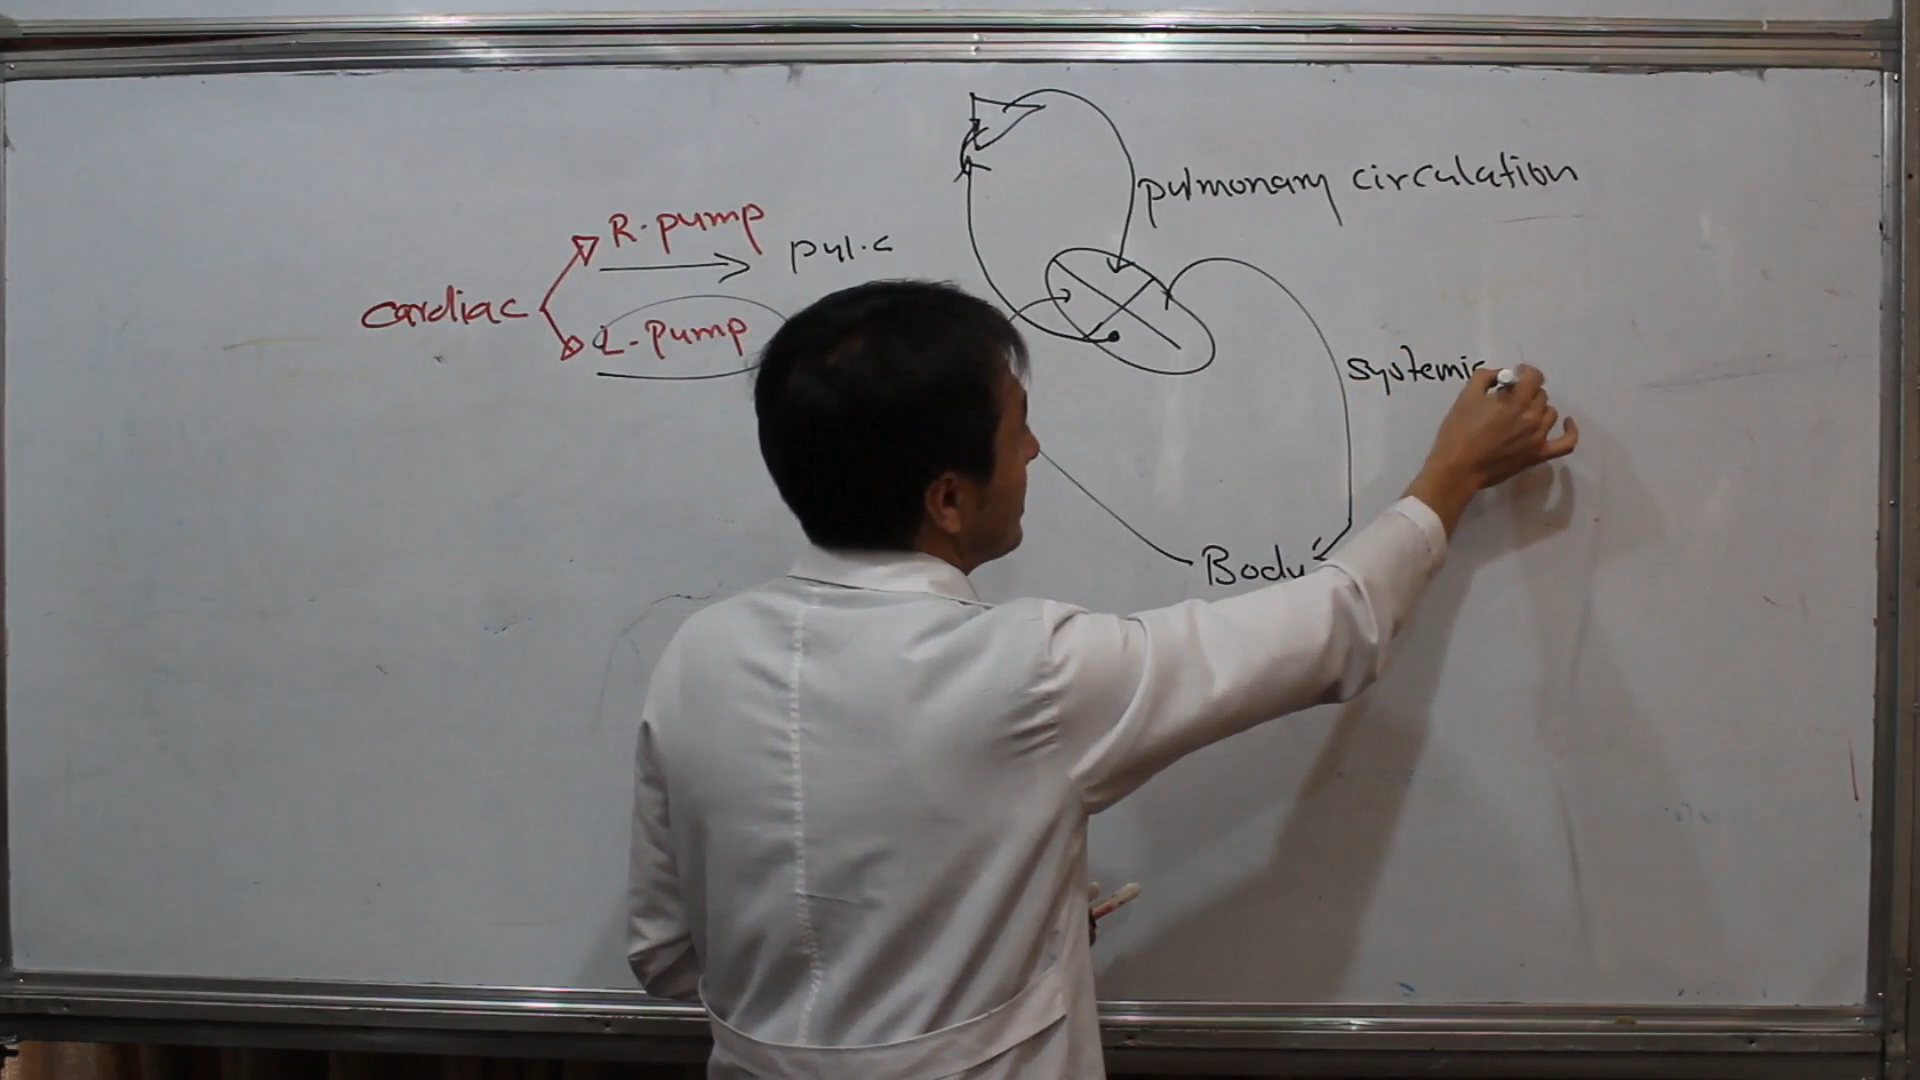 R-pump
pul.c
cardiac
L-pump
pulmonary circulation
systemic
Body